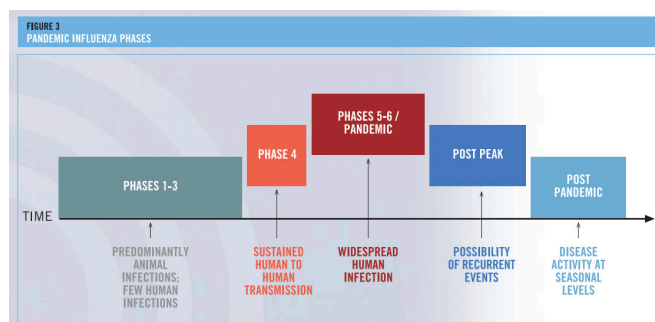 FIGURE 3
PANDEMIC INFLUENZA PHASES
PHASES 1-3
PHASE 4
PHASES 5-6 /
PANDEMIC
POST PEAK
POST
PANDEMIC
TIME
PREDOMINANTLY
ANIMAL
INFECTIONS;
FEW HUMAN
INFECTIONS
SUSTAINED
HUMAN TO
HUMAN
TRANSMISSION
WIDESPREAD
HUMAN
INFECTION
POSSIBILITY
OF RECURRENT
EVENTS
DISEASE
ACTIVITY AT
SEASONAL
LEVELS